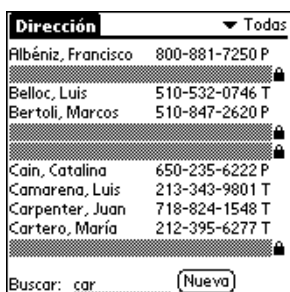 Dirección ▼ Todas
Albéniz, Francisco 800-881-7250 P
Belloc, Luis 510-532-0746 T
Bertoli, Marcos 510-847-2620 P
Cain, Catalina 650-235-6222 P
Camarena, Luis 213-343-9801 T
Carpenter, Juan 718-824-1548 T
Cartero, María 212-395-6277 T
Buscar: car Nueva